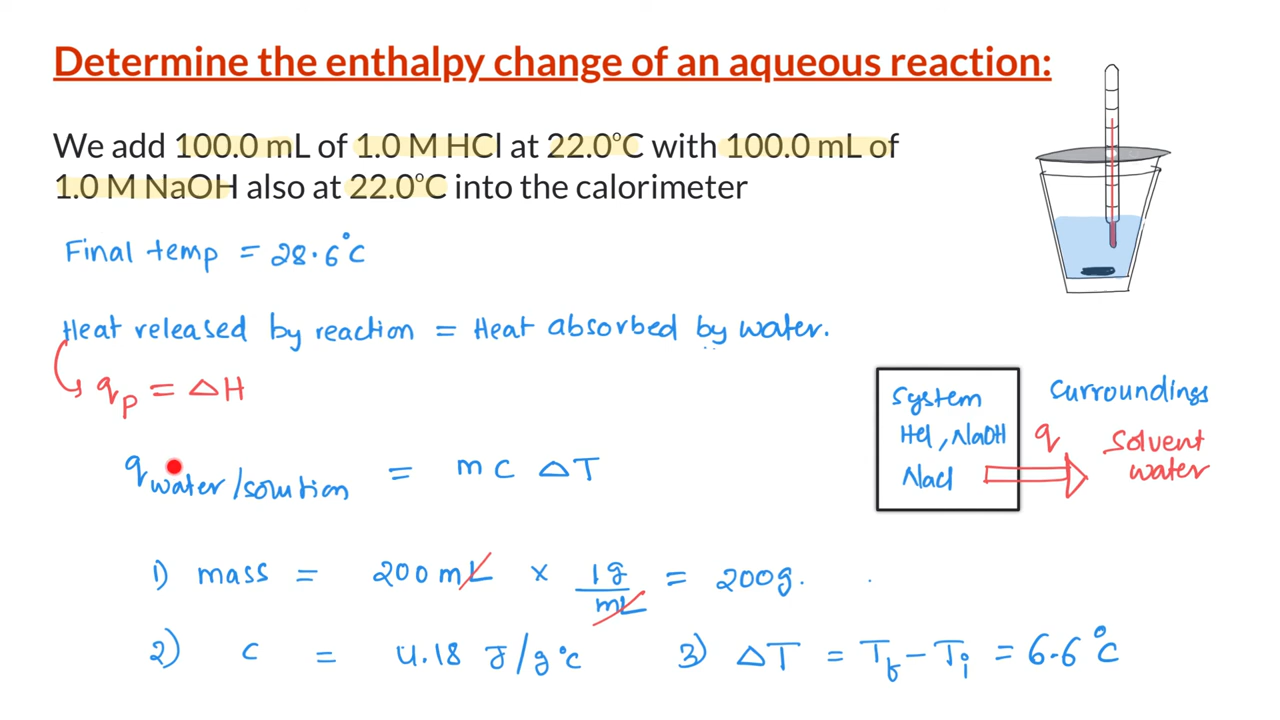 Determine the enthalpy change of an aqueous reaction:
We add 100.0 mL of 1.0 M HCl at 22.0°C with 100.0 mL of
1.0 M NaOH also at 22.0°C into the calorimeter
Final temp = 28.6°C
Heat released by reaction = Heat absorbed by water.
qp = ΔH
System
HCl, NaOH
NaCl
q
Surroundings
Solvent
water
q water/solution = m C ΔT
1) mass = 200 mL × 1g/mL = 200g.
2) C = 4.18 J/g°C
3) ΔT = Tf - Ti = 6.6°C